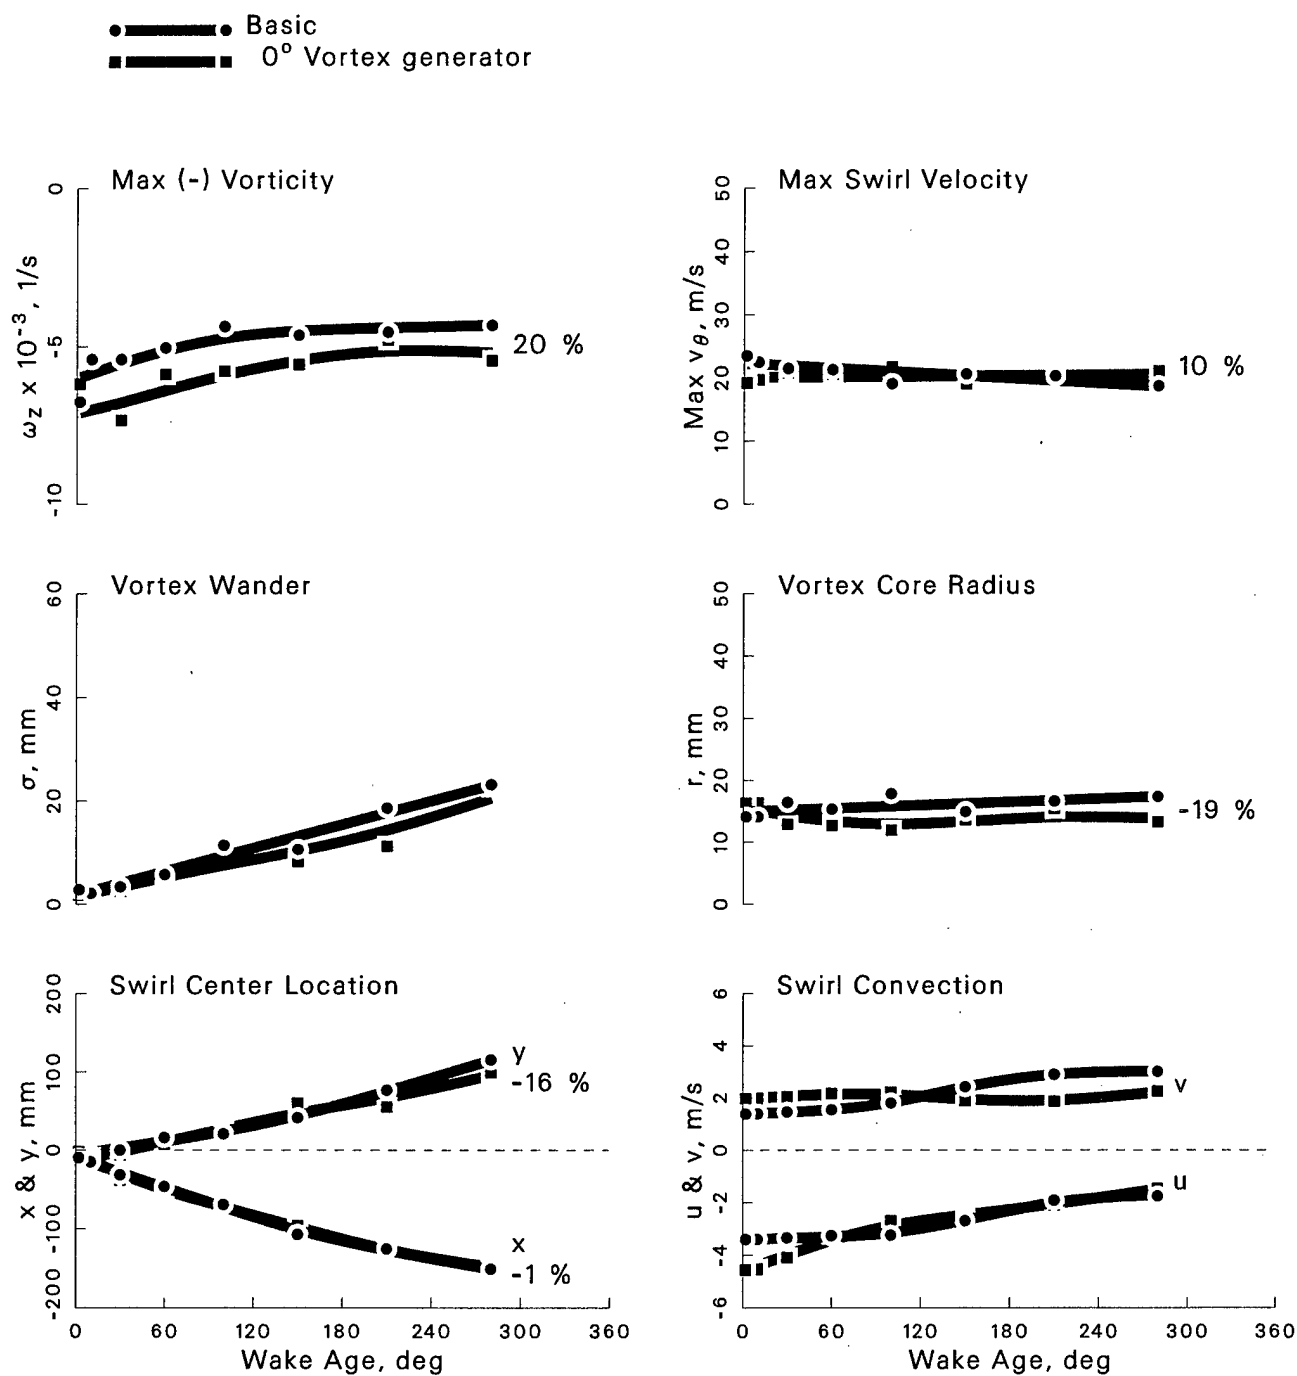 Basic
0° Vortex generator
Max (-) Vorticity
0
-5
-10
ω_z x 10^-3 , 1/s
20 %
Max Swirl Velocity
50
40
30
20
10
0
Max v_θ, m/s
10 %
Vortex Wander
60
40
20
0
σ, mm
Vortex Core Radius
50
40
30
20
10
0
r, mm
-19 %
Swirl Center Location
200
100
0
-100
-200
x & y, mm
y
-16 %
x
-1 %
0 60 120 180 240 300 360
Wake Age, deg
Swirl Convection
6
4
2
0
-2
-4
-6
u & v, m/s
v
u
0 60 120 180 240 300 360
Wake Age, deg